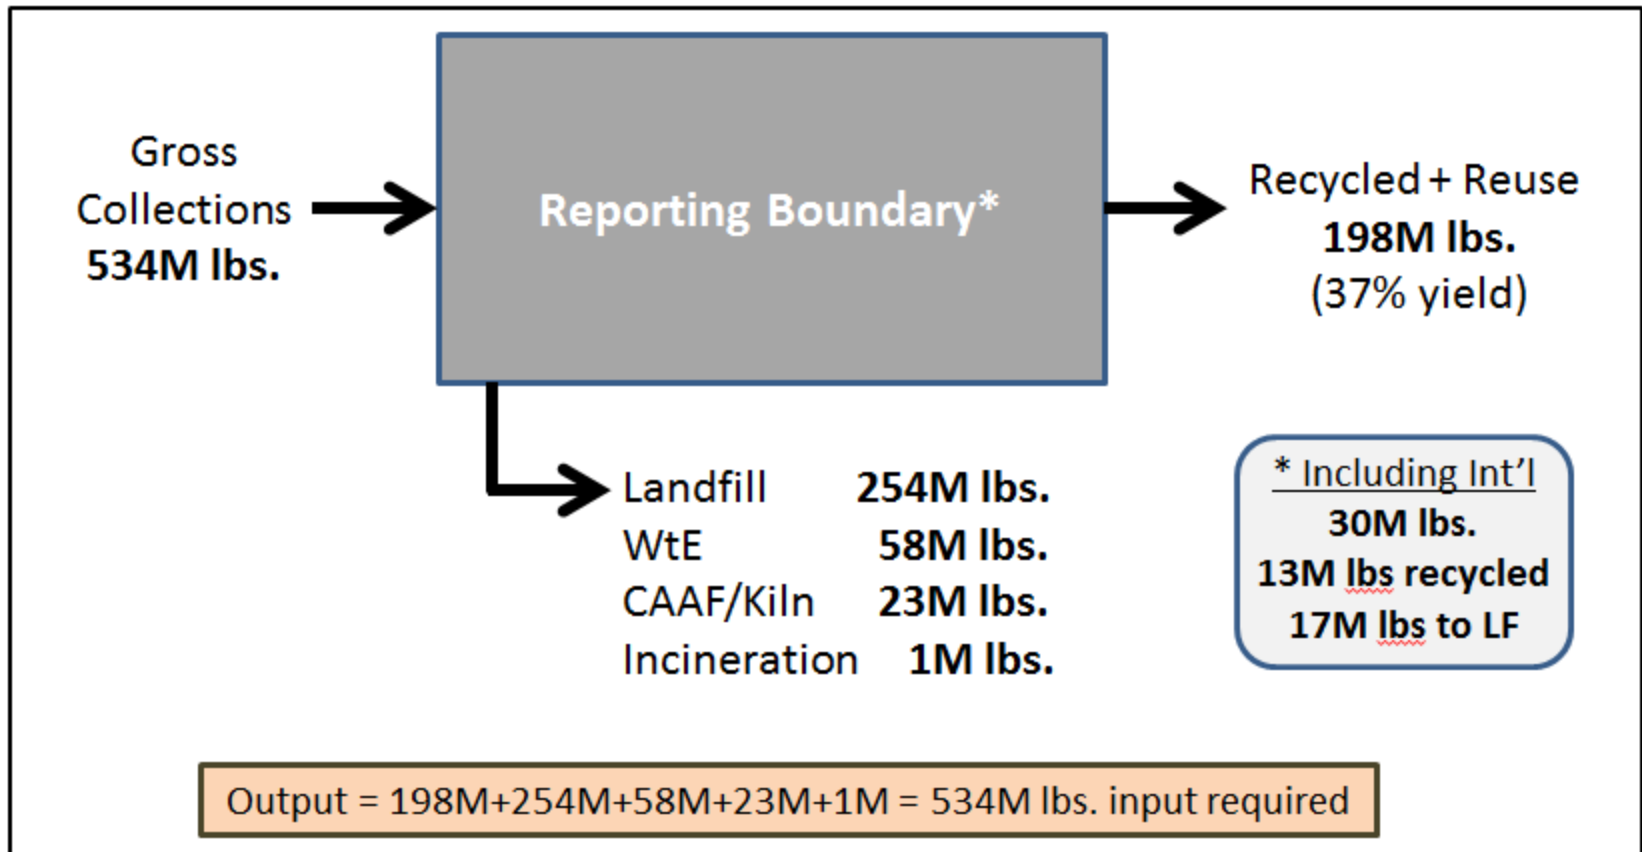 Gross
Collections
534M lbs.
Reporting Boundary*
Recycled + Reuse
198M lbs.
(37% yield)
Landfill 254M lbs.
WtE 58M lbs.
CAAF/Kiln 23M lbs.
Incineration 1M lbs.
* Including Int'l
30M lbs.
13M lbs recycled
17M lbs to LF
Output = 198M+254M+58M+23M+1M = 534M lbs. input required